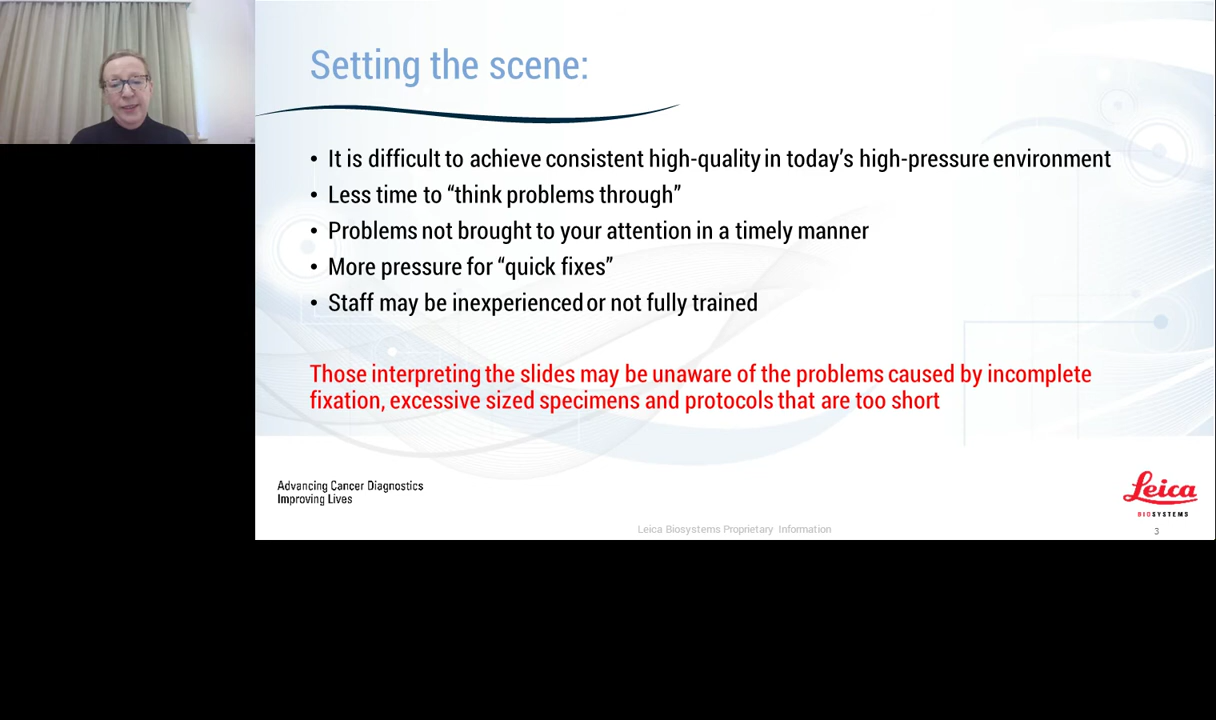 Setting the scene:
• It is difficult to achieve consistent high-quality in today's high-pressure environment
• Less time to “think problems through”
• Problems not brought to your attention in a timely manner
• More pressure for “quick fixes”
• Staff may be inexperienced or not fully trained
Those interpreting the slides may be unaware of the problems caused by incomplete
fixation, excessive sized specimens and protocols that are too short
Advancing Cancer Diagnostics
Improving Lives
Leica
BIOSYSTEMS
Leica Biosystems Proprietary Information
3